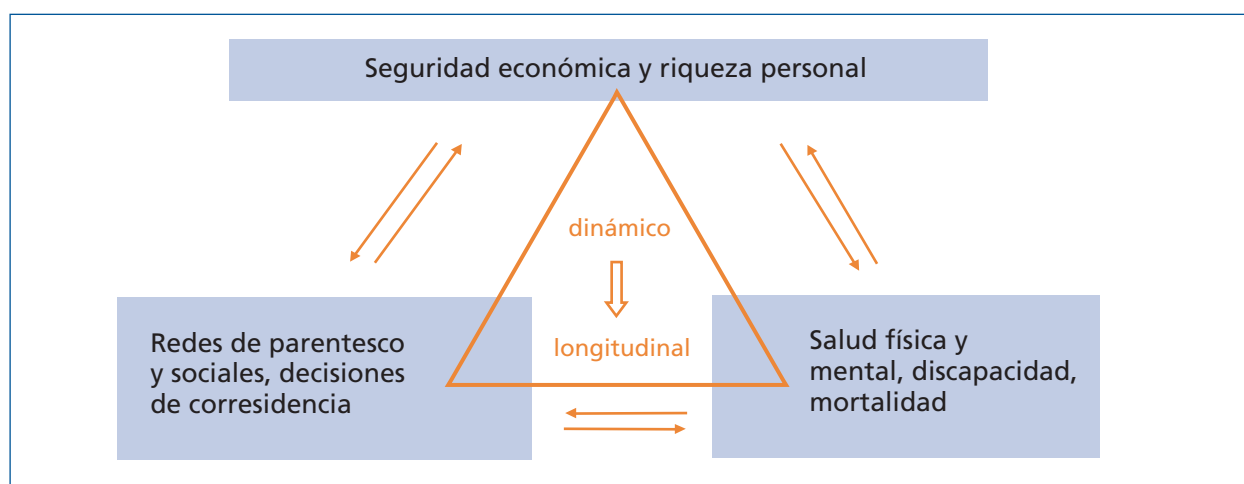 Seguridad económica y riqueza personal
dinámico
longitudinal
Redes de parentesco
y sociales, decisiones
de corresidencia
Salud física y
mental, discapacidad,
mortalidad